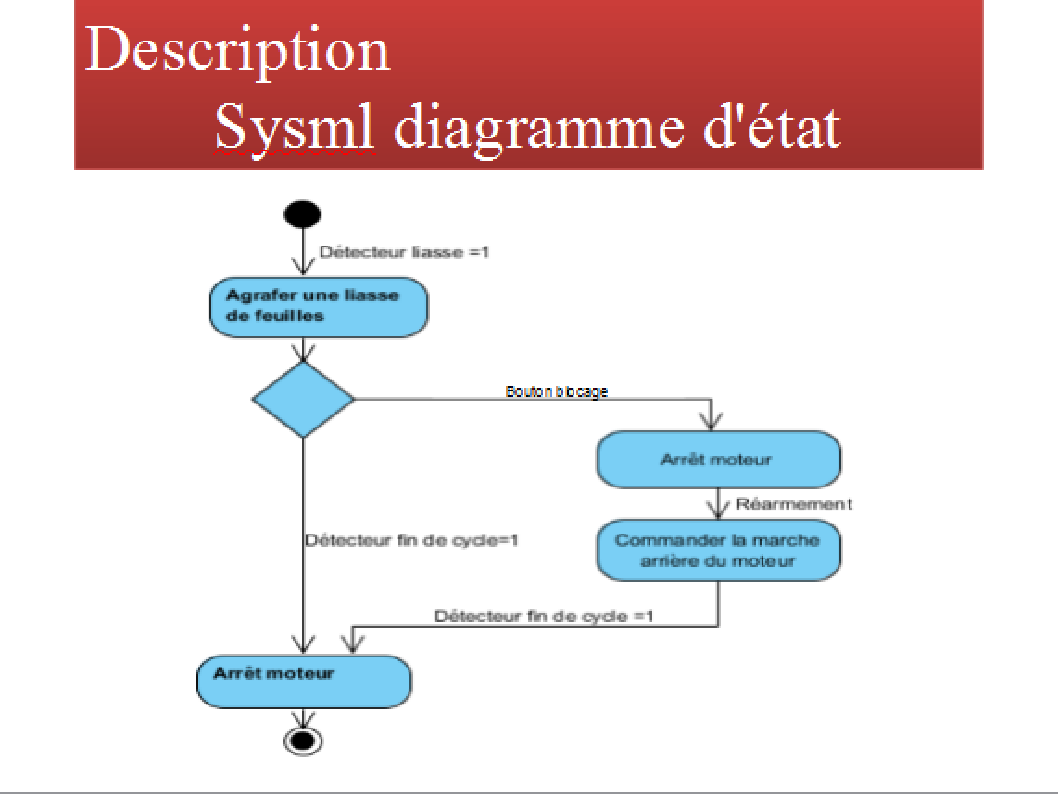 Description
Sysml diagramme d'état
Détecteur liasse =1
Agrafer une liasse
de feuilles
Bouton blocage
Arrêt moteur
Réarmement
Commander la marche
arrière du moteur
Détecteur fin de cycle=1
Détecteur fin de cycle =1
Arrêt moteur